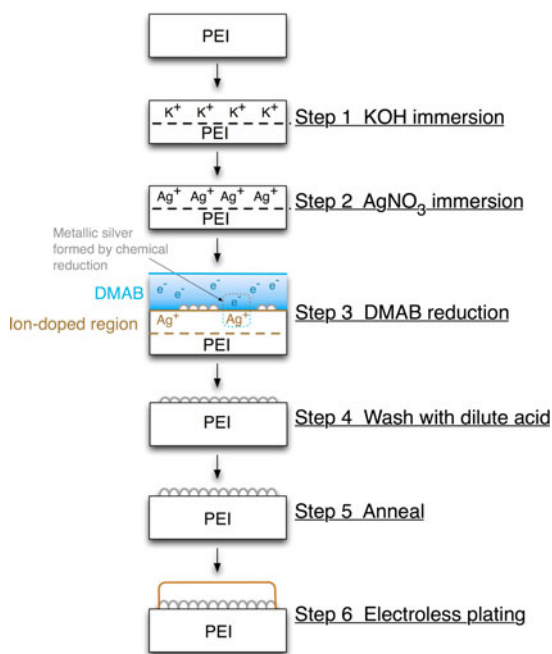 PEI
K+ K+ K+ K+
PEI
Step 1 KOH immersion
Ag+ Ag+ Ag+ Ag+
PEI
Step 2 AgNO3 immersion
Metallic silver
formed by chemical
reduction
DMAB
e- e- e- e- e- e-
Step 3 DMAB reduction
Ion-doped region
Ag+ Ag+
PEI
PEI
Step 4 Wash with dilute acid
PEI
Step 5 Anneal
PEI
Step 6 Electroless plating